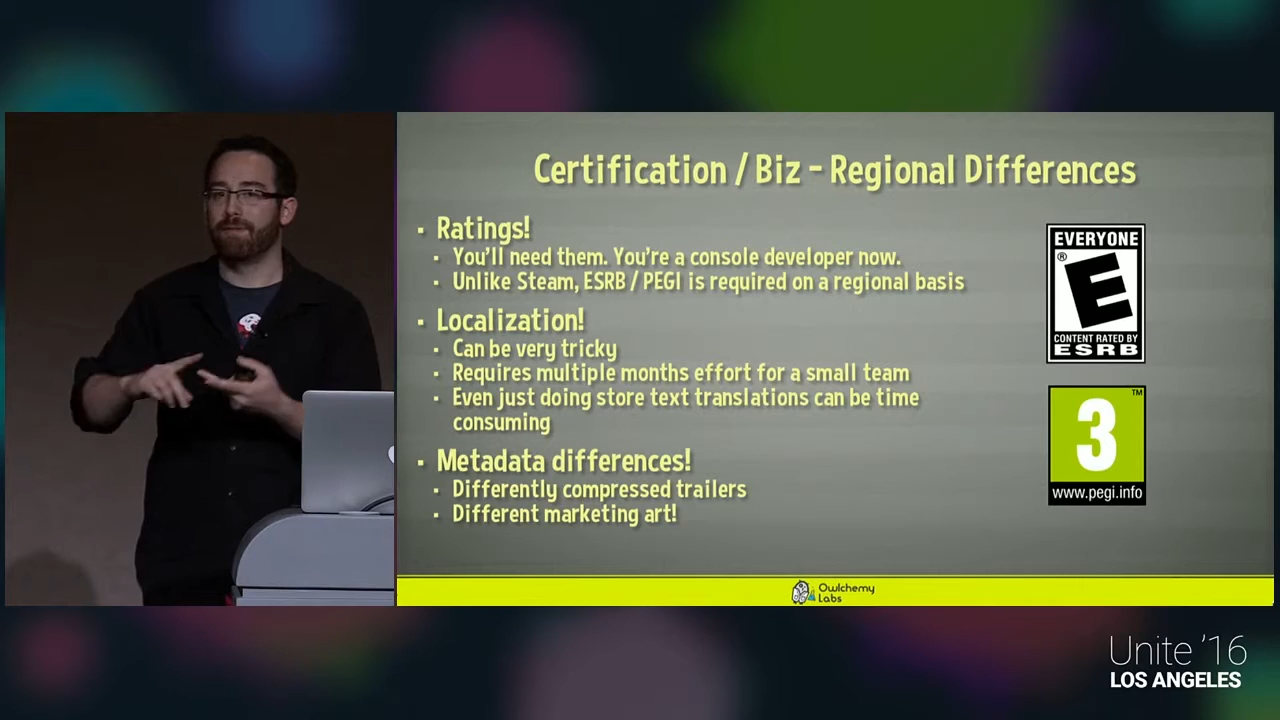 Certification / Biz - Regional Differences
▪ Ratings!
▪ You'll need them. You're a console developer now.
▪ Unlike Steam, ESRB / PEGI is required on a regional basis
▪ Localization!
▪ Can be very tricky
▪ Requires multiple months effort for a small team
▪ Even just doing store text translations can be time
consuming
▪ Metadata differences!
▪ Differently compressed trailers
▪ Different marketing art!
EVERYONE
® E
CONTENT RATED BY
ESRB
™
3
www.pegi.info
Owlchemy
Labs
Unite '16
LOS ANGELES